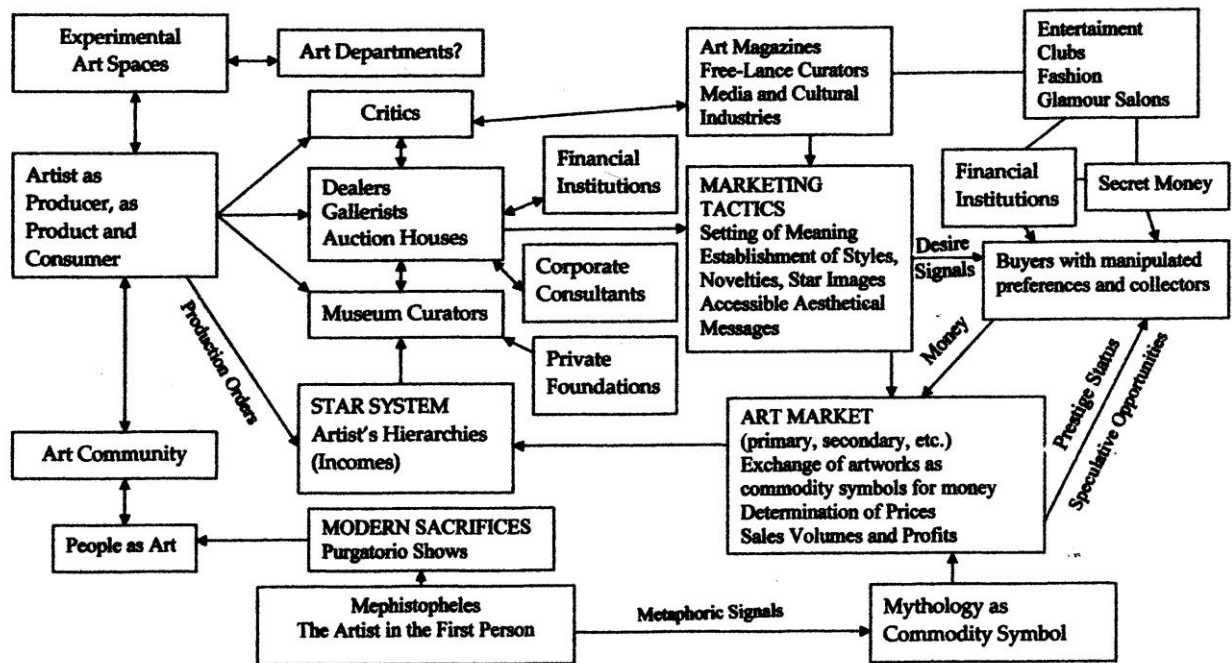 Experimental
Art Spaces
Art Departments?
Art Magazines
Free-Lance Curators
Media and Cultural
Industries
Entertaiment
Clubs
Fashion
Glamour Salons
Critics
Artist as
Producer, as
Product and
Consumer
Dealers
Gallerists
Auction Houses
Financial
Institutions
Corporate
Consultants
Museum Curators
Private
Foundations
MARKETING
TACTICS
Setting of Meaning
Establishment of Styles,
Novelties, Star Images
Accessible Aesthetical
Messages
Financial
Institutions
Secret Money
Desire
Signals
Buyers with manipulated
preferences and collectors
Money
Prestige Status
Speculative Opportunities
Production Orders
STAR SYSTEM
Artist's Hierarchies
(Incomes)
ART MARKET
(primary, secondary, etc.)
Exchange of artworks as
commodity symbols for money
Determination of Prices
Sales Volumes and Profits
Art Community
People as Art
MODERN SACRIFICES
Purgatorio Shows
Mephistopheles
The Artist in the First Person
Metaphoric Signals
Mythology as
Commodity Symbol